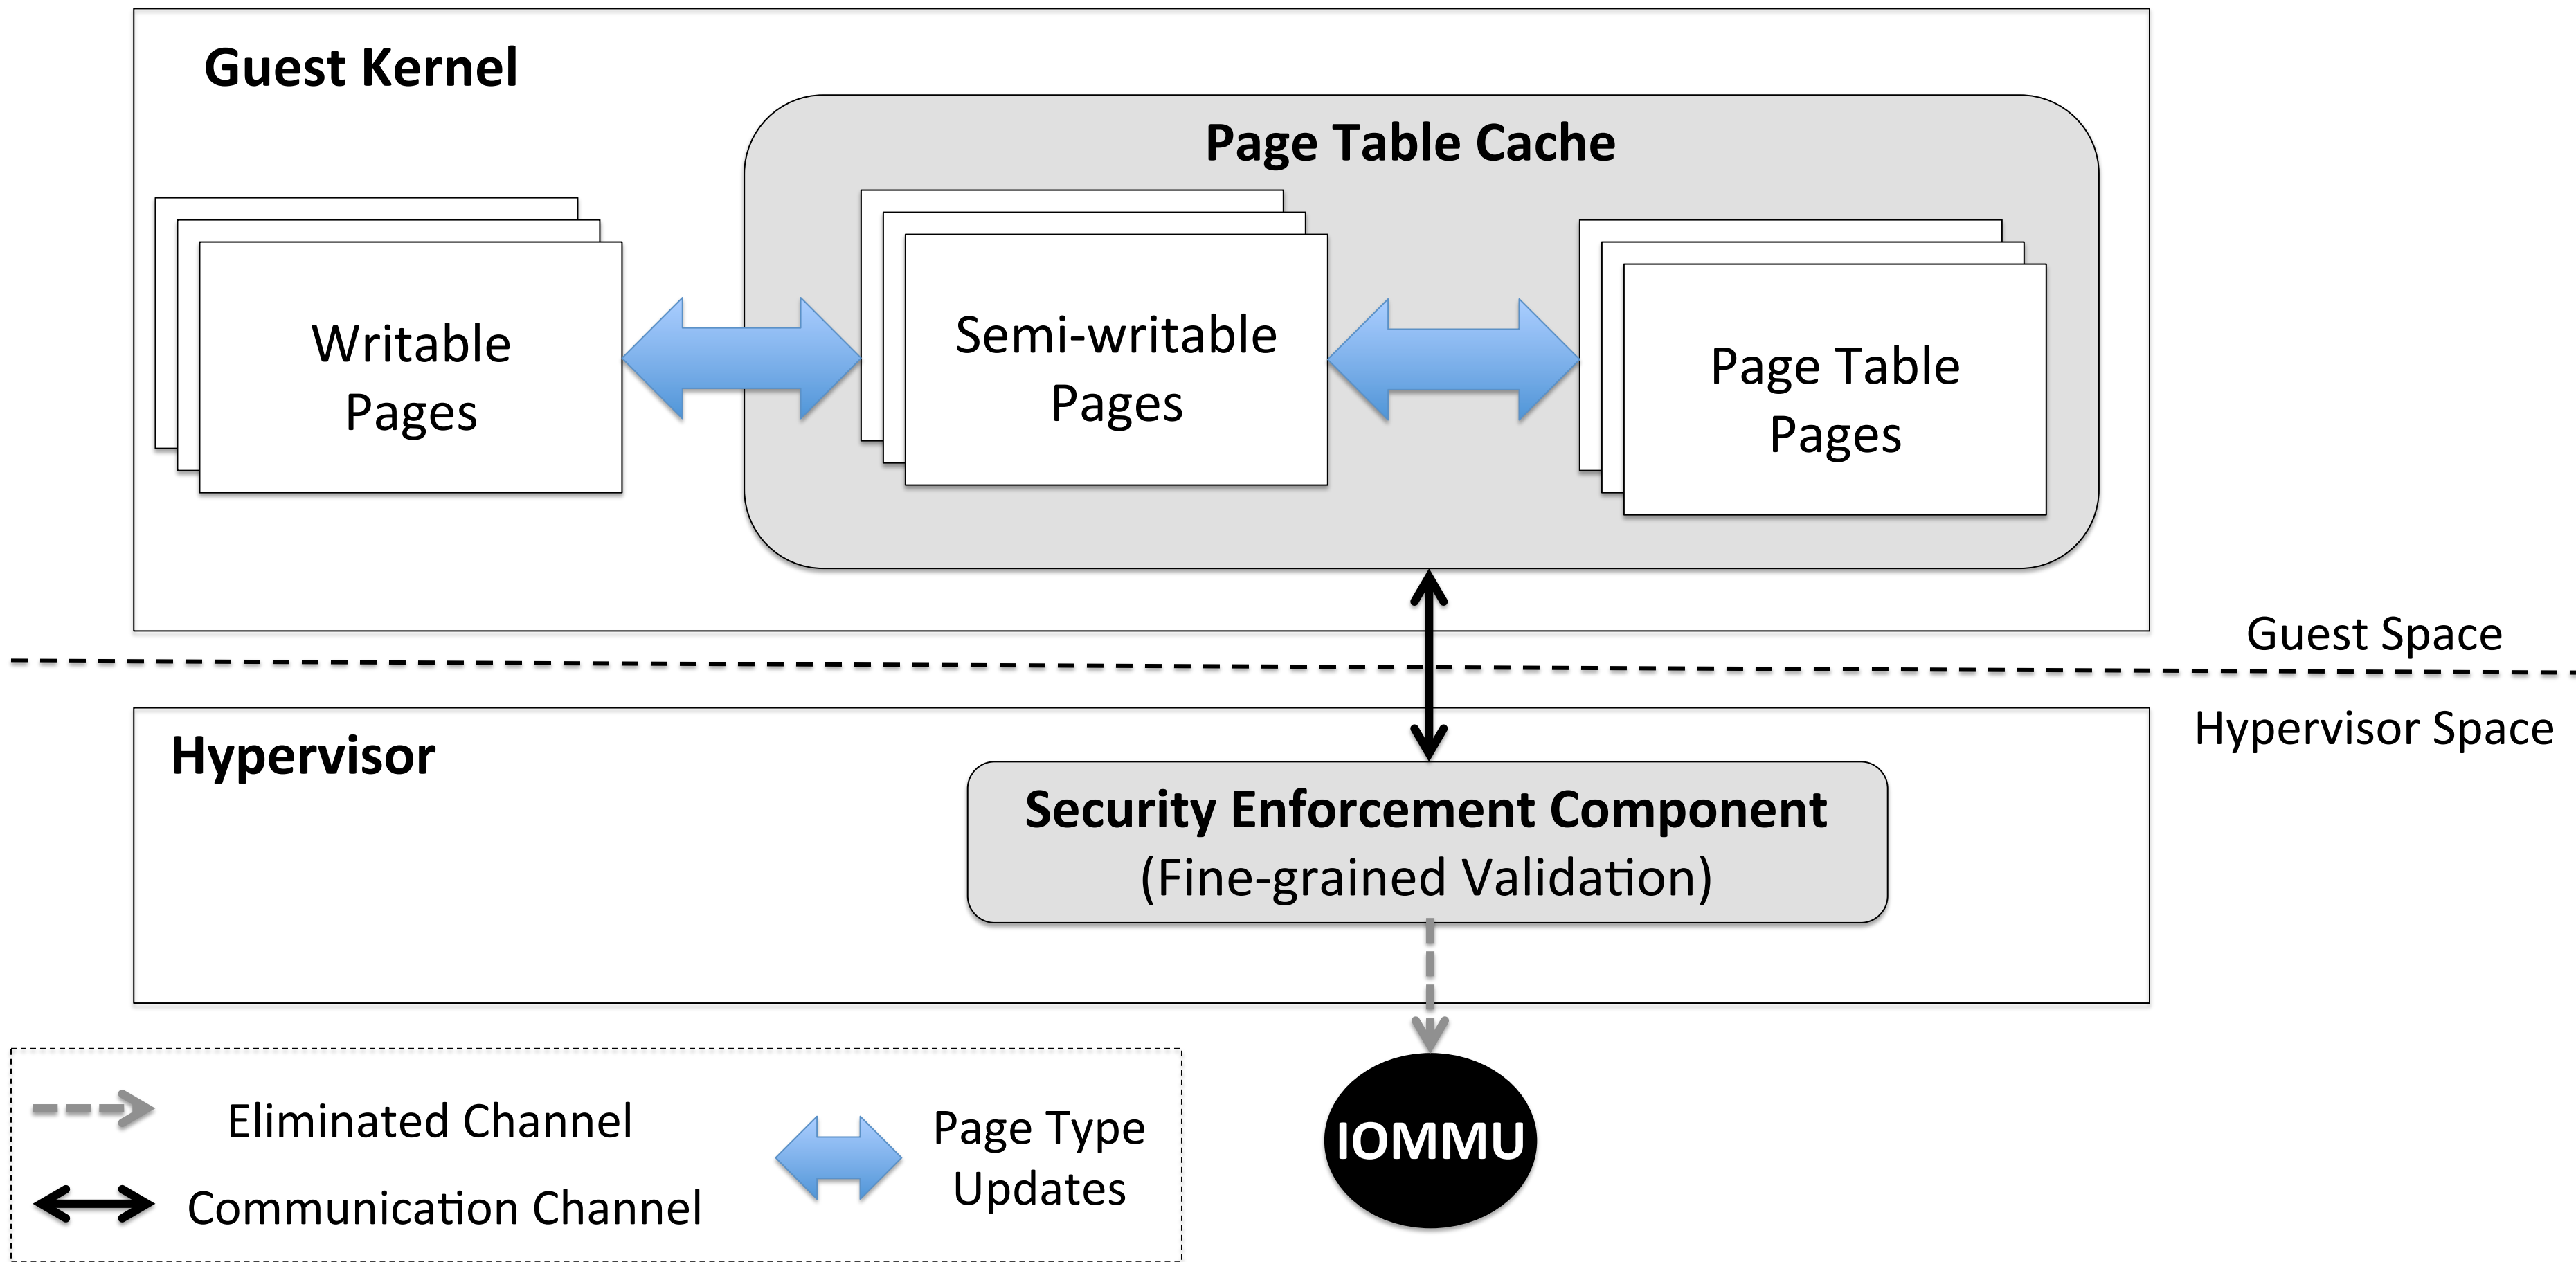 Guest Kernel
Page Table Cache
Writable
Pages
Semi-writable
Pages
Page Table
Pages
Guest Space
Hypervisor Space
Hypervisor
Security Enforcement Component
(Fine-grained Validation)
IOMMU
Eliminated Channel
Communication Channel
Page Type
Updates